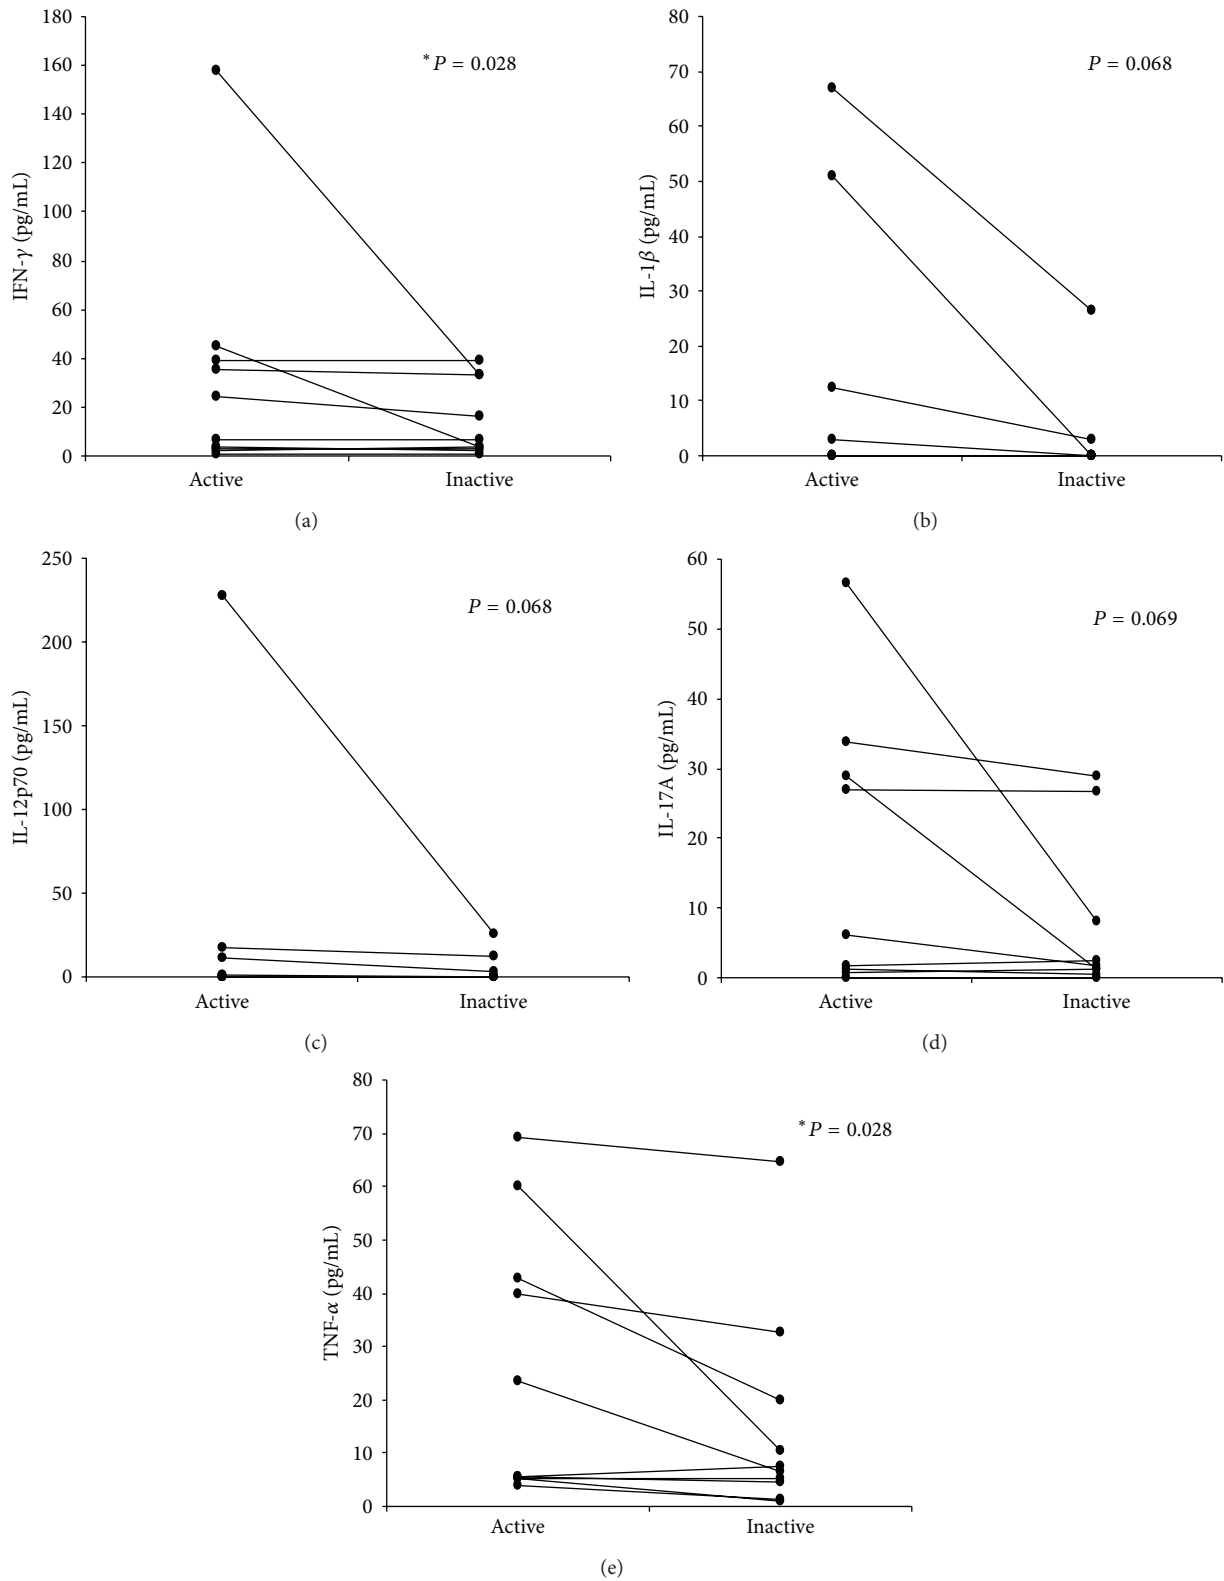 180
160
140
120
100
80
60
40
20
0
IFN-γ (pg/mL)
*P = 0.028
Active
Inactive
(a)
80
70
60
50
40
30
20
10
0
IL-1β (pg/mL)
P = 0.068
Active
Inactive
(b)
250
200
150
100
50
0
IL-12p70 (pg/mL)
P = 0.068
Active
Inactive
(c)
60
50
40
30
20
10
0
IL-17A (pg/mL)
P = 0.069
Active
Inactive
(d)
80
70
60
50
40
30
20
10
0
TNF-α (pg/mL)
*P = 0.028
Active
Inactive
(e)